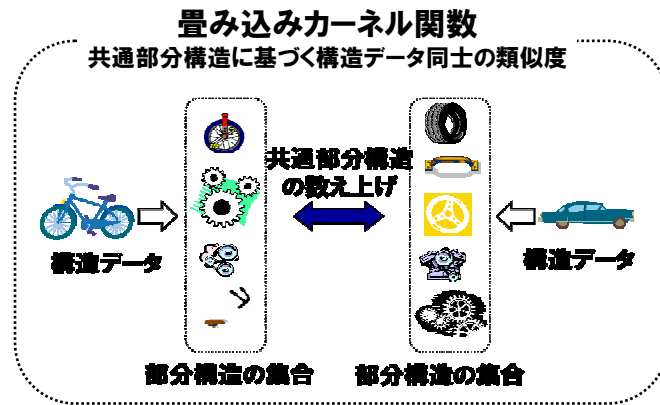 畳み込みカーネル関数
共通部分構造に基づく構造データ同士の類似度
共通部分構造
の数え上げ
構造データ
構造データ
部分構造の集合
部分構造の集合